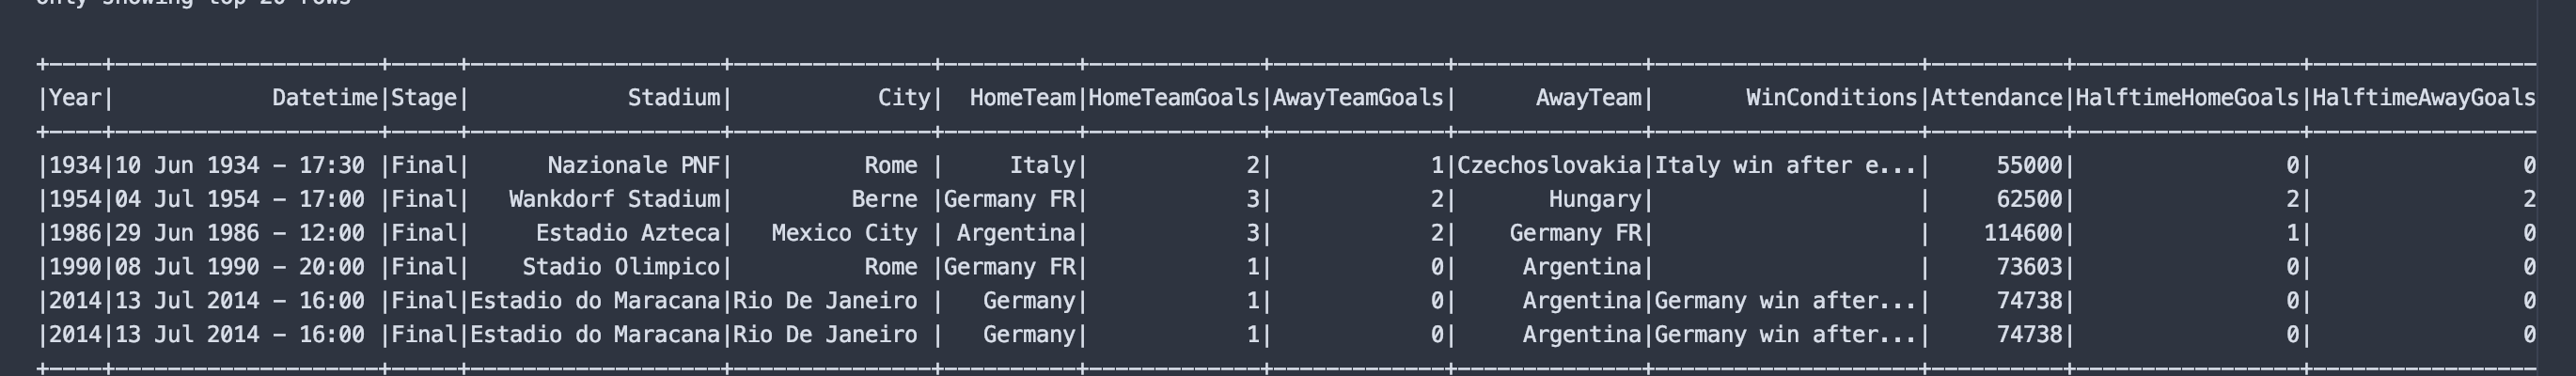 only showing top 20 rows
+----+--------------------+-----+-------------------+---------------+----------+-------------+-------------+--------------+--------------------+----------+-----------------+-----------------
|Year|            Datetime|Stage|            Stadium|           City|  HomeTeam|HomeTeamGoals|AwayTeamGoals|      AwayTeam|       WinConditions|Attendance|HalftimeHomeGoals|HalftimeAwayGoals
+----+--------------------+-----+-------------------+---------------+----------+-------------+-------------+--------------+--------------------+----------+-----------------+-----------------
|1934|10 Jun 1934 - 17:30 |Final|      Nazionale PNF|          Rome |     Italy|            2|            1|Czechoslovakia|Italy win after e...|     55000|                0|                0
|1954|04 Jul 1954 - 17:00 |Final|   Wankdorf Stadium|         Berne |Germany FR|            3|            2|       Hungary|                    |     62500|                2|                2
|1986|29 Jun 1986 - 12:00 |Final|     Estadio Azteca|   Mexico City | Argentina|            3|            2|    Germany FR|                    |    114600|                1|                0
|1990|08 Jul 1990 - 20:00 |Final|    Stadio Olimpico|          Rome |Germany FR|            1|            0|     Argentina|                    |     73603|                0|                0
|2014|13 Jul 2014 - 16:00 |Final|Estadio do Maracana|Rio De Janeiro |   Germany|            1|            0|     Argentina|Germany win after...|     74738|                0|                0
|2014|13 Jul 2014 - 16:00 |Final|Estadio do Maracana|Rio De Janeiro |   Germany|            1|            0|     Argentina|Germany win after...|     74738|                0|                0
+----+--------------------+-----+-------------------+---------------+----------+-------------+-------------+--------------+--------------------+----------+-----------------+-----------------